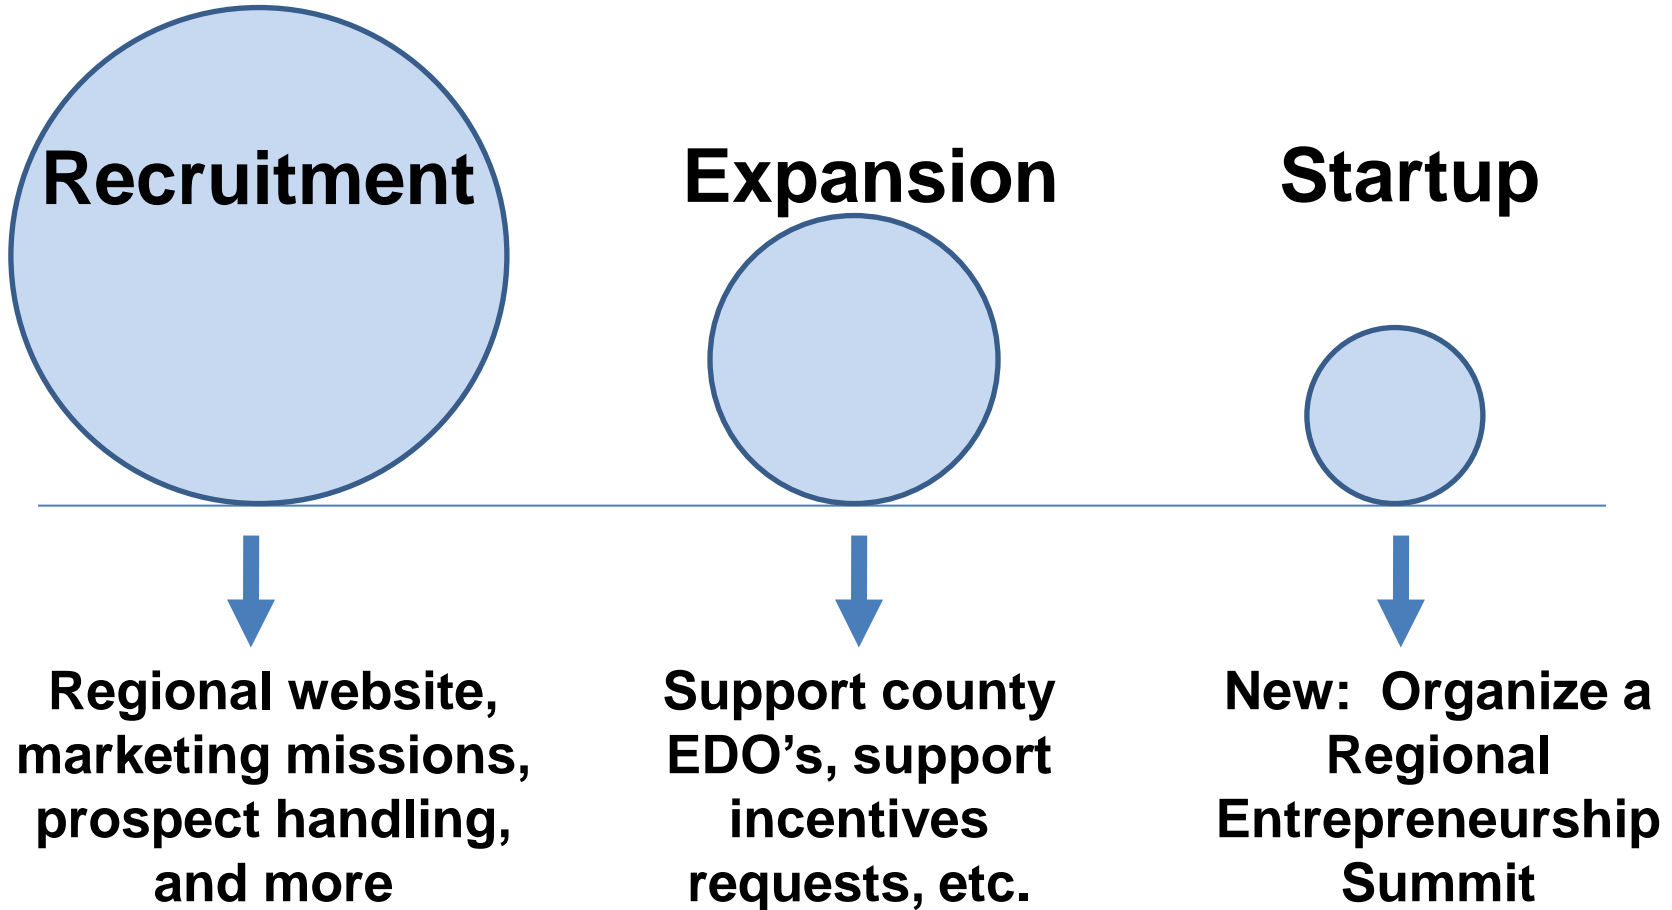 Recruitment
Expansion
Startup
Regional website,
marketing missions,
prospect handling,
and more
Support county
EDO’s, support
incentives
requests, etc.
New:  Organize a
Regional
Entrepreneurship
Summit